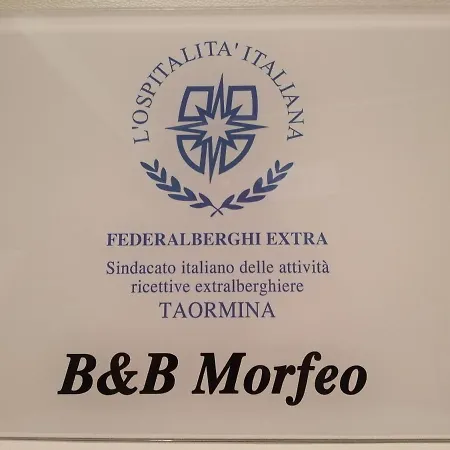 L'OSPITALITA' ITALIANA
FEDERALBERGHI EXTRA
Sindacato italiano delle attività
ricettive extralberghiere
TAORMINA
B&B Morfeo